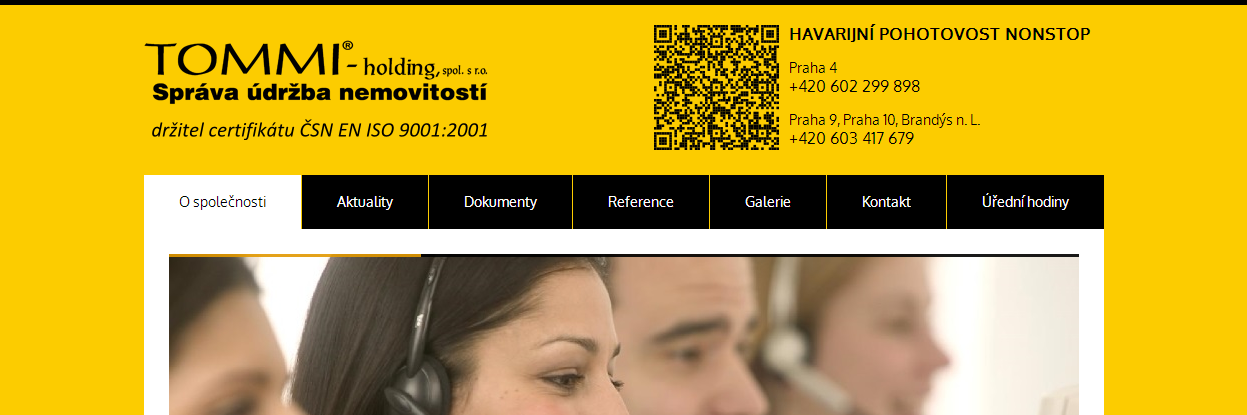 TOMMI®- holding, spol. s r.o.
Správa údržba nemovitostí
držitel certifikátu ČSN EN ISO 9001:2001
HAVARIJNÍ POHOTOVOST NONSTOP
Praha 4
+420 602 299 898
Praha 9, Praha 10, Brandýs n. L.
+420 603 417 679
O společnosti
Aktuality
Dokumenty
Reference
Galerie
Kontakt
Úřední hodiny